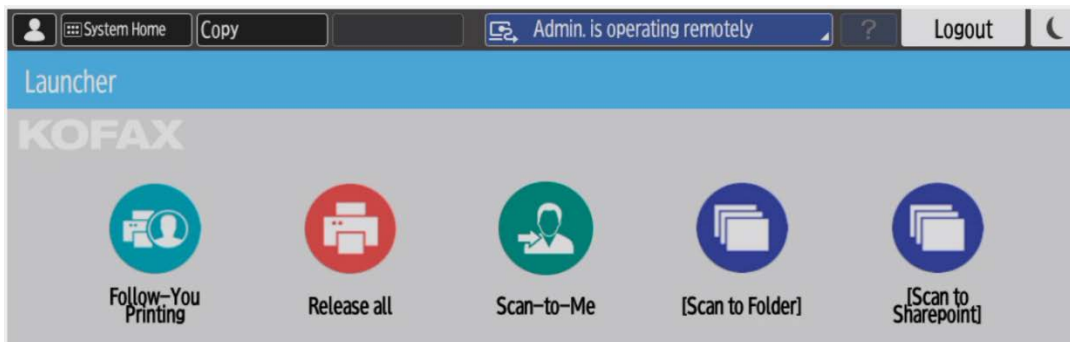 System Home
Copy
Admin. is operating remotely
?
Logout
Launcher
KOFAX
Follow-You
Printing
Release all
Scan-to-Me
[Scan to Folder]
[Scan to
Sharepoint]